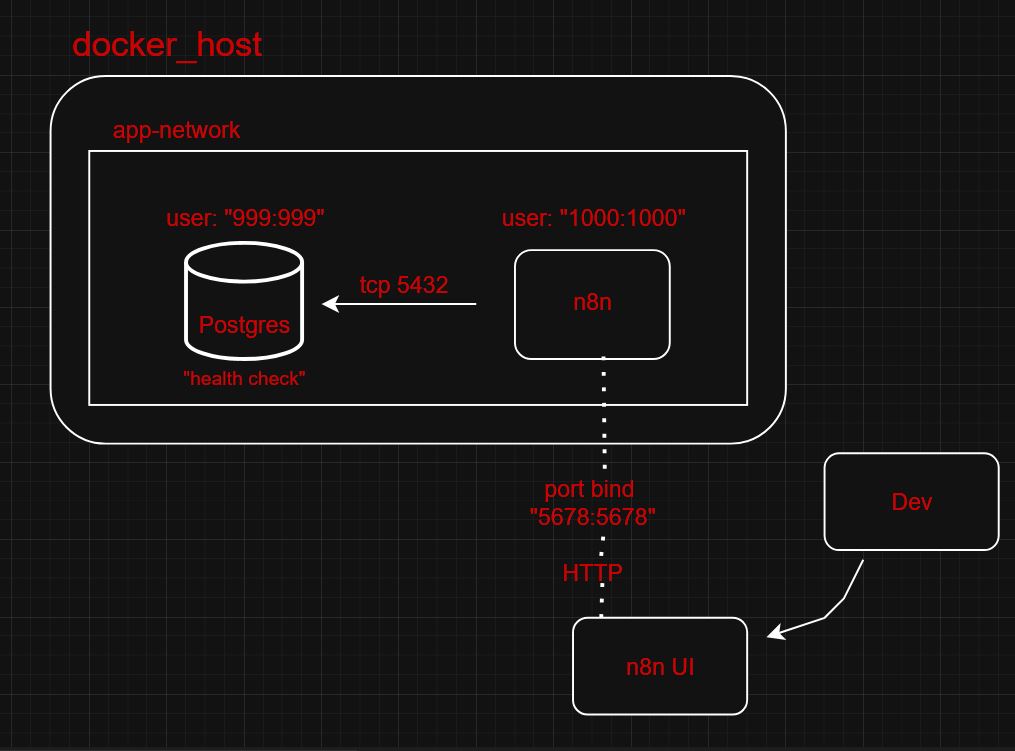 docker_host
app-network
user: "999:999"
user: "1000:1000"
tcp 5432
n8n
Postgres
"health check"
port bind
"5678:5678"
Dev
HTTP
n8n UI